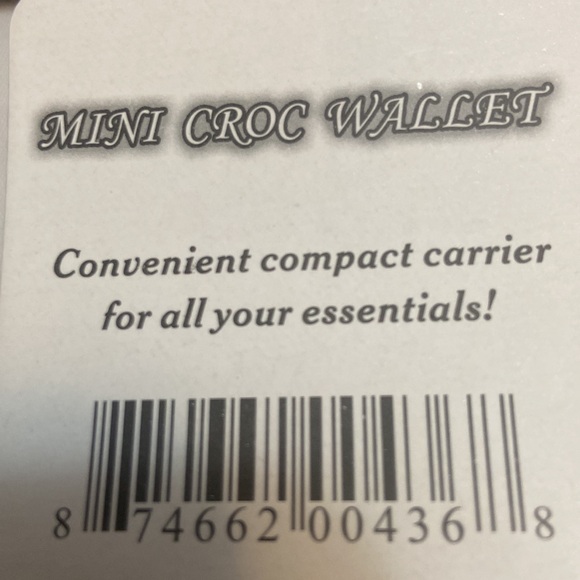 MINI CROC WALLET
Convenient compact carrier
for all your essentials!
8 74662 00436 8